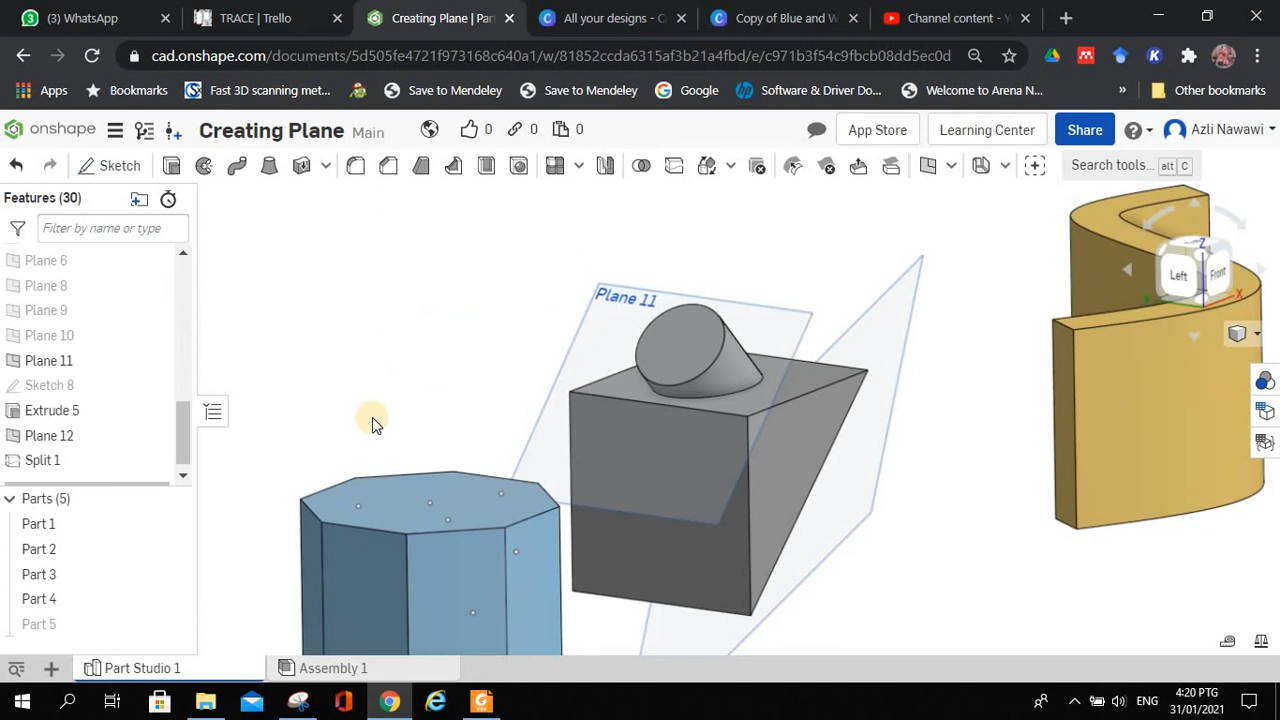 (3) WhatsApp
TRACE | Trello
Creating Plane | Part
All your designs - C
Copy of Blue and W
Channel content - Y
cad.onshape.com/documents/5d505fe4721f973371c640f1/w/81852ccda6315af3b21a4fbd/e/c971b3f54c9fbcb08dd5ec0d
Apps
Bookmarks
Fast 3D scanning met...
Save to Mendeley
Save to Mendeley
Google
Software & Driver Do...
Welcome to Arena N...
»
Other bookmarks
onshape
Creating Plane Main
0
0
0
App Store
Learning Center
Share
Azli Nawawi
Sketch
Search tools... alt C
Features (30)
Filter by name or type
Plane 6
Plane 8
Plane 9
Plane 10
Plane 11
Sketch 8
Extrude 5
Plane 12
Split 1
Parts (5)
Part 1
Part 2
Part 3
Part 4
Part 5
Plane 11
Z
Left
Front
X
Part Studio 1
Assembly 1
ENG
4:20 PTG
31/01/2021